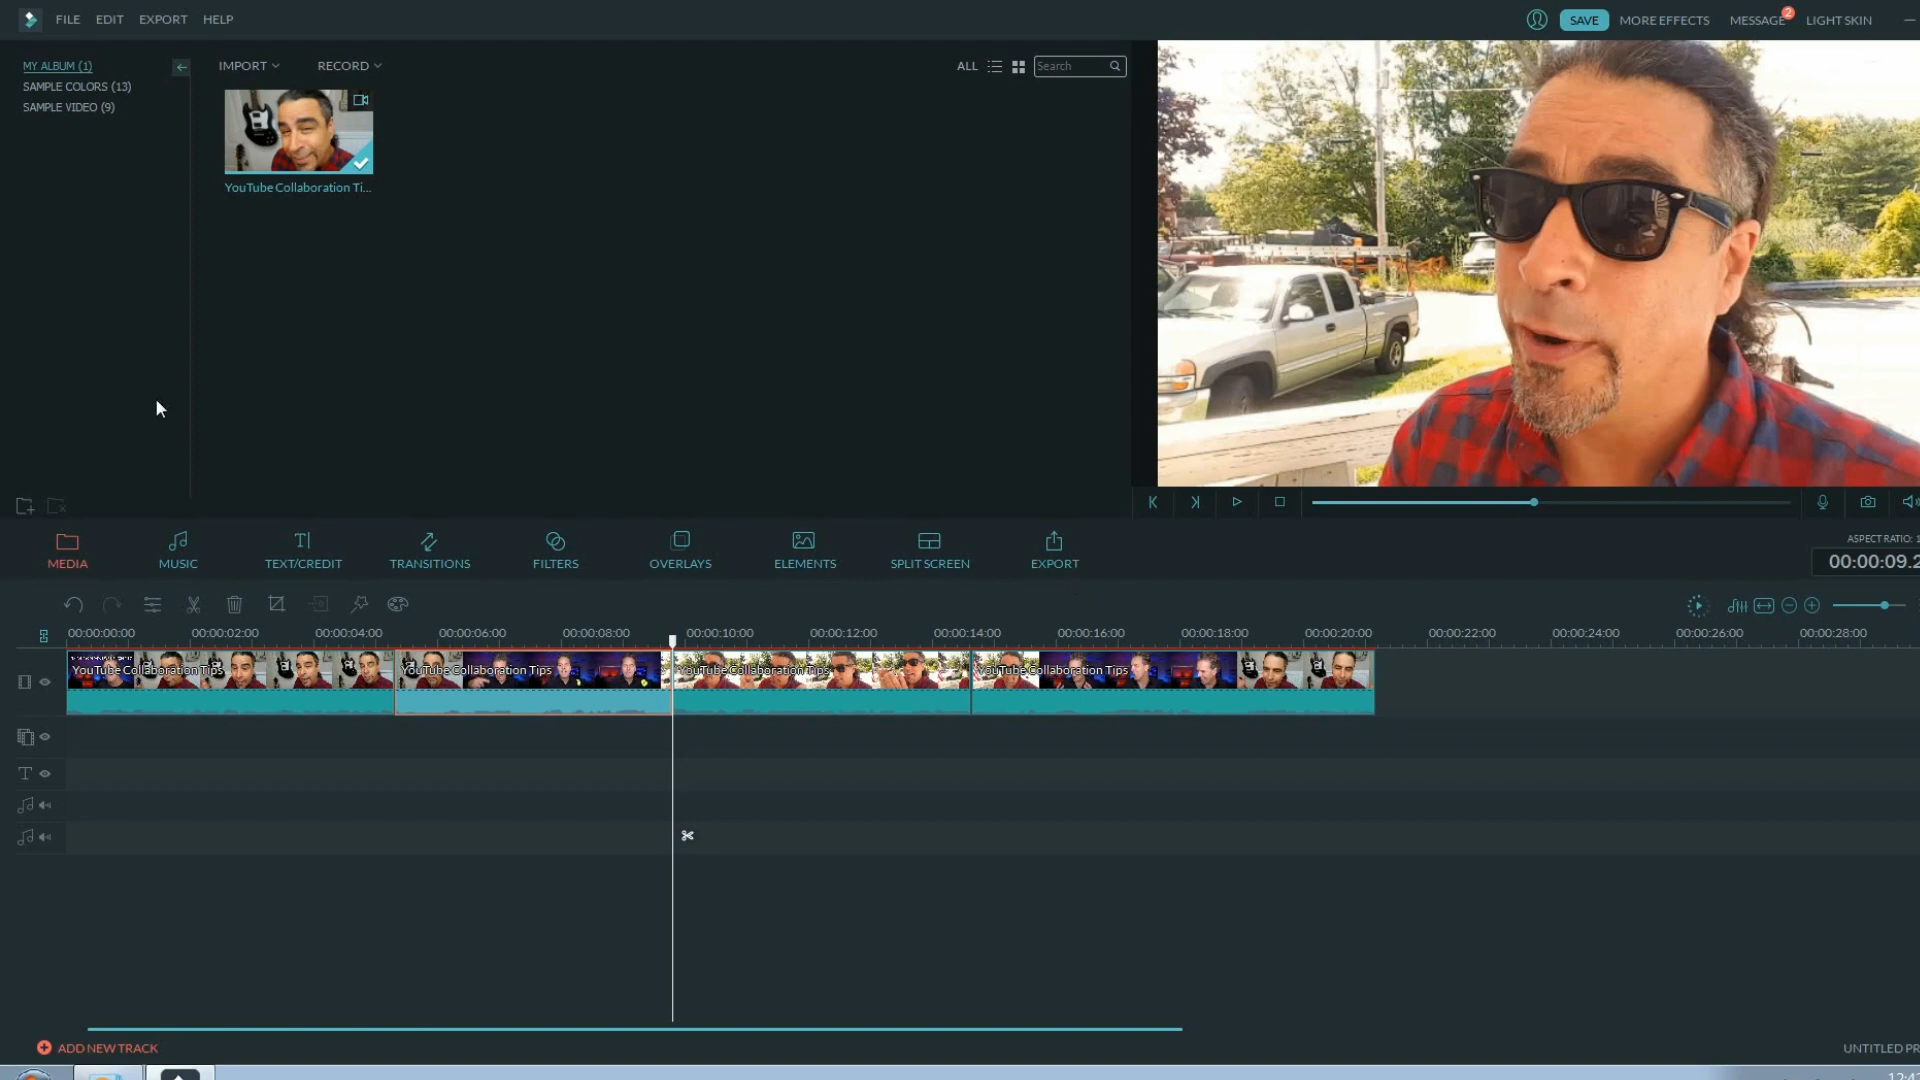 FILE EDIT EXPORT HELP
SAVE MORE EFFECTS MESSAGE 2 LIGHT SKIN
MY ALBUM (1)
SAMPLE COLORS (13)
SAMPLE VIDEO (9)
IMPORT RECORD
ALL Search
YouTube Collaboration Ti...
MEDIA MUSIC TEXT/CREDIT TRANSITIONS FILTERS OVERLAYS ELEMENTS SPLIT SCREEN EXPORT
ASPECT RATIO: 1
00:00:09.2
00:00:00:00 00:00:02:00 00:00:04:00 00:00:06:00 00:00:08:00 00:00:10:00 00:00:12:00 00:00:14:00 00:00:16:00 00:00:18:00 00:00:20:00 00:00:22:00 00:00:24:00 00:00:26:00 00:00:28:00
YouTube Collaboration Tips YouTube Collaboration Tips YouTube Collaboration Tips YouTube Collaboration Tips
ADD NEW TRACK
UNTITLED PR